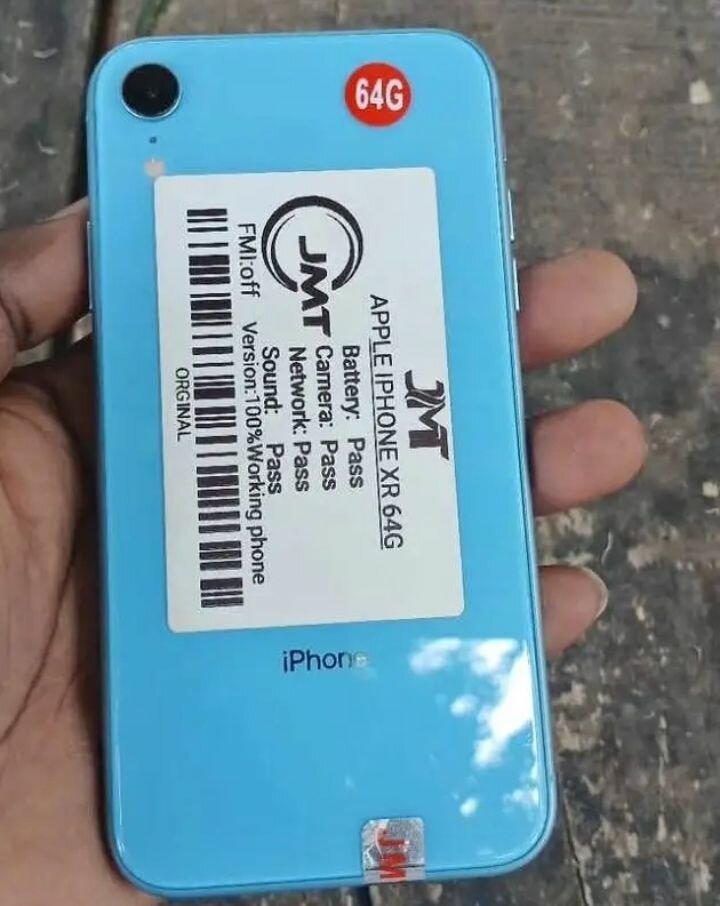 64G
JMT
APPLE IPHONE XR 64G
JMT
Battery: Pass
Camera: Pass
Network: Pass
Sound: Pass
FMI:off Version:100%Working phone
ORGINAL
iPhone
JM